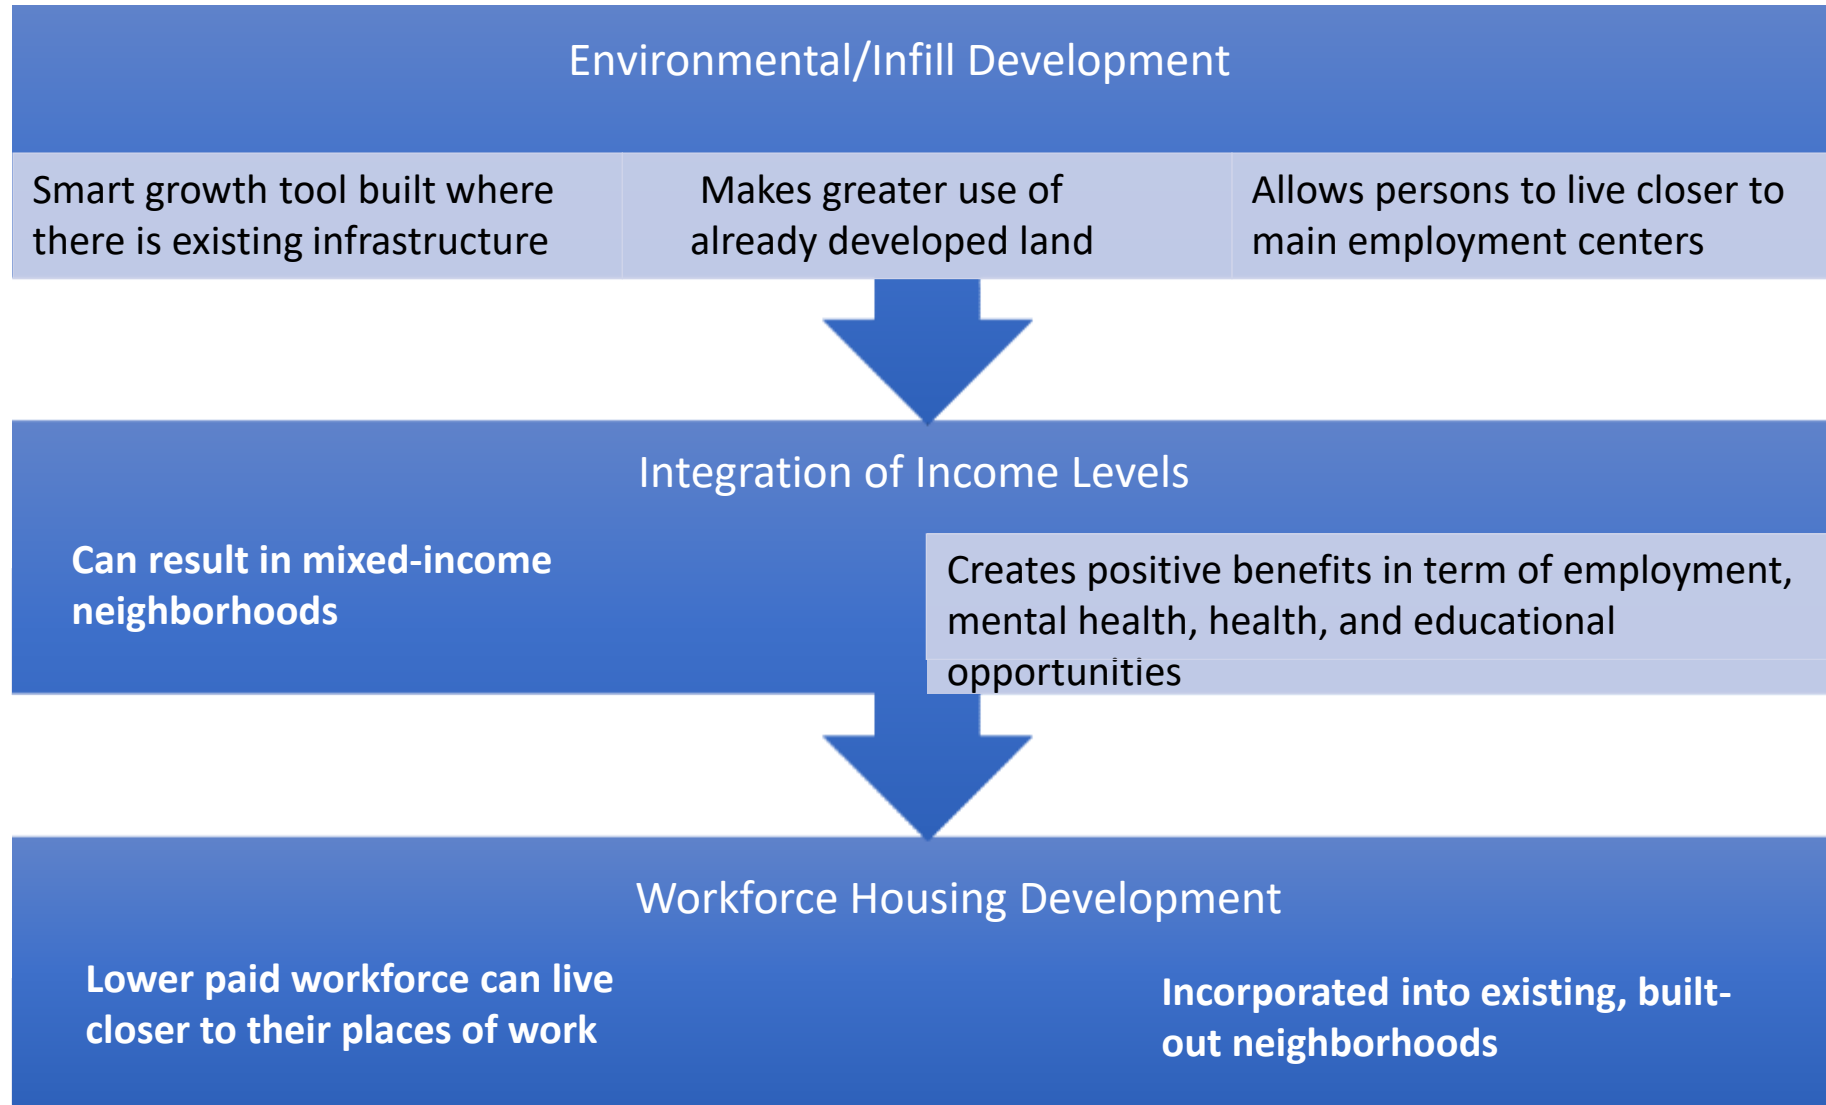 Environmental/Infill Development
Smart growth tool built where
there is existing infrastructure
Makes greater use of
already developed land
Allows persons to live closer to
main employment centers
Integration of Income Levels
Can result in mixed-income
neighborhoods
Creates positive benefits in term of employment,
mental health, health, and educational
opportunities
Workforce Housing Development
Lower paid workforce can live
closer to their places of work
Incorporated into existing, built-
out neighborhoods